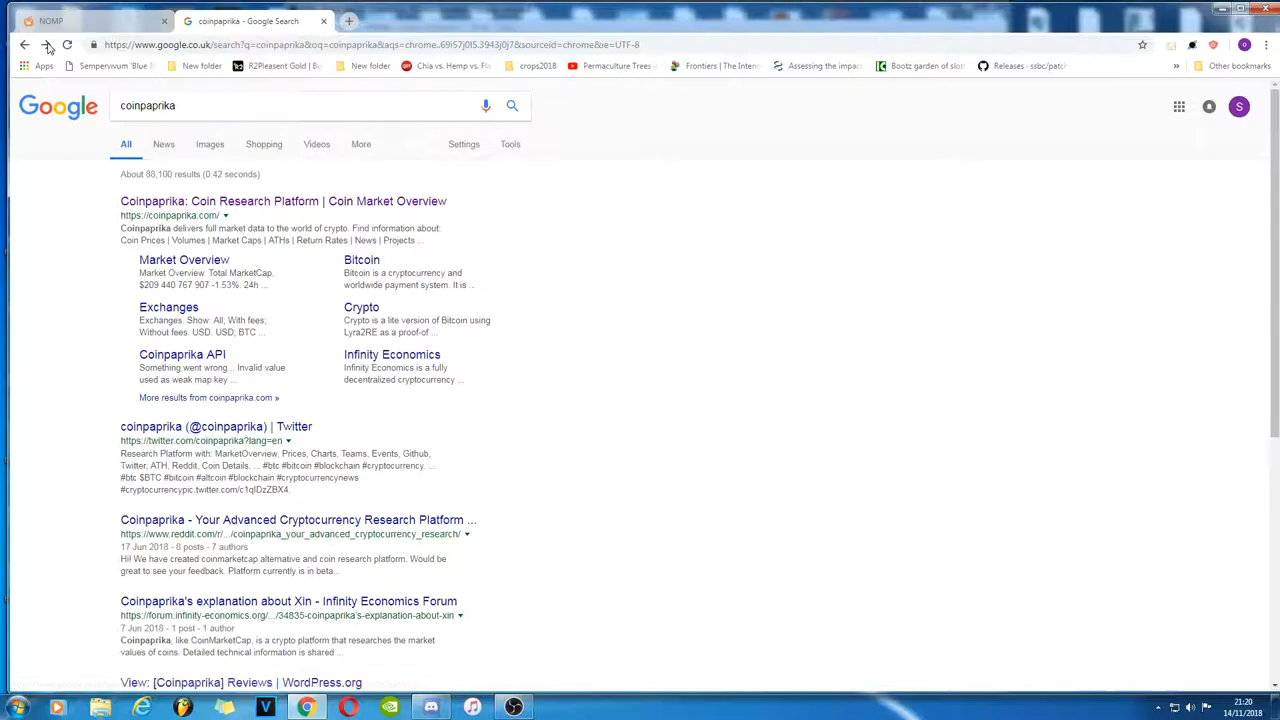 NOMP
coinpaprika - Google Search
https://www.google.co.uk/search?q=coinpaprika&oq=coinpaprika&aqs=chrome..69i57j0l5.3943j0j7&sourceid=chrome&ie=UTF-8
Apps Sempervivum 'Blue New folder R2Pleasant Gold | Bu New folder Chia vs. Hemp vs. Fla crops2018 Permaculture Trees - Frontiers | The Inten Assessing the impac Bootz garden of slot Releases - ssbc/patch » Other bookmarks
Google
coinpaprika
S
All News Images Shopping Videos More Settings Tools
About 88,100 results (0.42 seconds)
Coinpaprika: Coin Research Platform | Coin Market Overview
https://coinpaprika.com/
Coinpaprika delivers full market data to the world of crypto. Find information about:
Coin Prices | Volumes | Market Caps | ATHs | Return Rates | News | Projects ...
Market Overview
Market Overview. Total MarketCap,
$209 440 767 907 -1.53%. 24h ...
Bitcoin
Bitcoin is a cryptocurrency and
worldwide payment system. It is ..
Exchanges
Exchanges. Show: All; With fees;
Without fees. USD. USD; BTC ...
Crypto
Crypto is a lite version of Bitcoin using
Lyra2RE as a proof-of ...
Coinpaprika API
Something went wrong... Invalid value
used as weak map key ...
Infinity Economics
Infinity Economics is a fully
decentralized cryptocurrency ...
More results from coinpaprika.com »
coinpaprika (@coinpaprika) | Twitter
https://twitter.com/coinpaprika?lang=en
Research Platform with: MarketOverview, Prices, Charts, Teams, Events, Github,
Twitter, ATH, Reddit, Coin Details. ... #btc #bitcoin #blockchain #cryptocurrency. ...
#btc $BTC #bitcoin #altcoin #blockchain #cryptocurrencynews
#cryptocurrencypic.twitter.com/c1qlDzZBX4.
Coinpaprika - Your Advanced Cryptocurrency Research Platform ...
https://www.reddit.com/r/.../coinpaprika_your_advanced_cryptocurrency_research/
17 Jun 2018 - 8 posts - 7 authors
Hi! We have created coinmarketcap alternative and coin research platform. Would be
great to see your feedback. Platform currently is in beta...
Coinpaprika's explanation about Xin - Infinity Economics Forum
https://forum.infinity-economics.org/.../34835-coinpaprika's-explanation-about-xin
7 Jun 2018 - 1 post - 1 author
Coinpaprika, like CoinMarketCap, is a crypto platform that researches the market
values of coins. Detailed technical information is shared ...
View: [Coinpaprika] Reviews | WordPress.org
21:20
14/11/2018